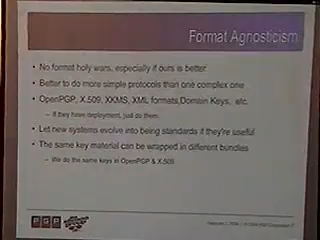 Format Agnosticism
• No format holy wars, especially if ours is better
• Better to do more simple protocols than one complex one
• OpenPGP, X.509, XKMS, XML formats,Domain Keys, etc.
– If they have deployment, just do them.
• Let new systems evolve into being standards if they're useful
• The same key material can be wrapped in different bundles
– We do the same keys in OpenPGP & X.509
PGP